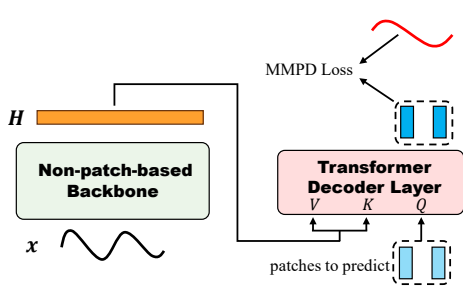 MMPD Loss
H
Non-patch-based
Backbone
Transformer
Decoder Layer
V K Q
x
patches to predict